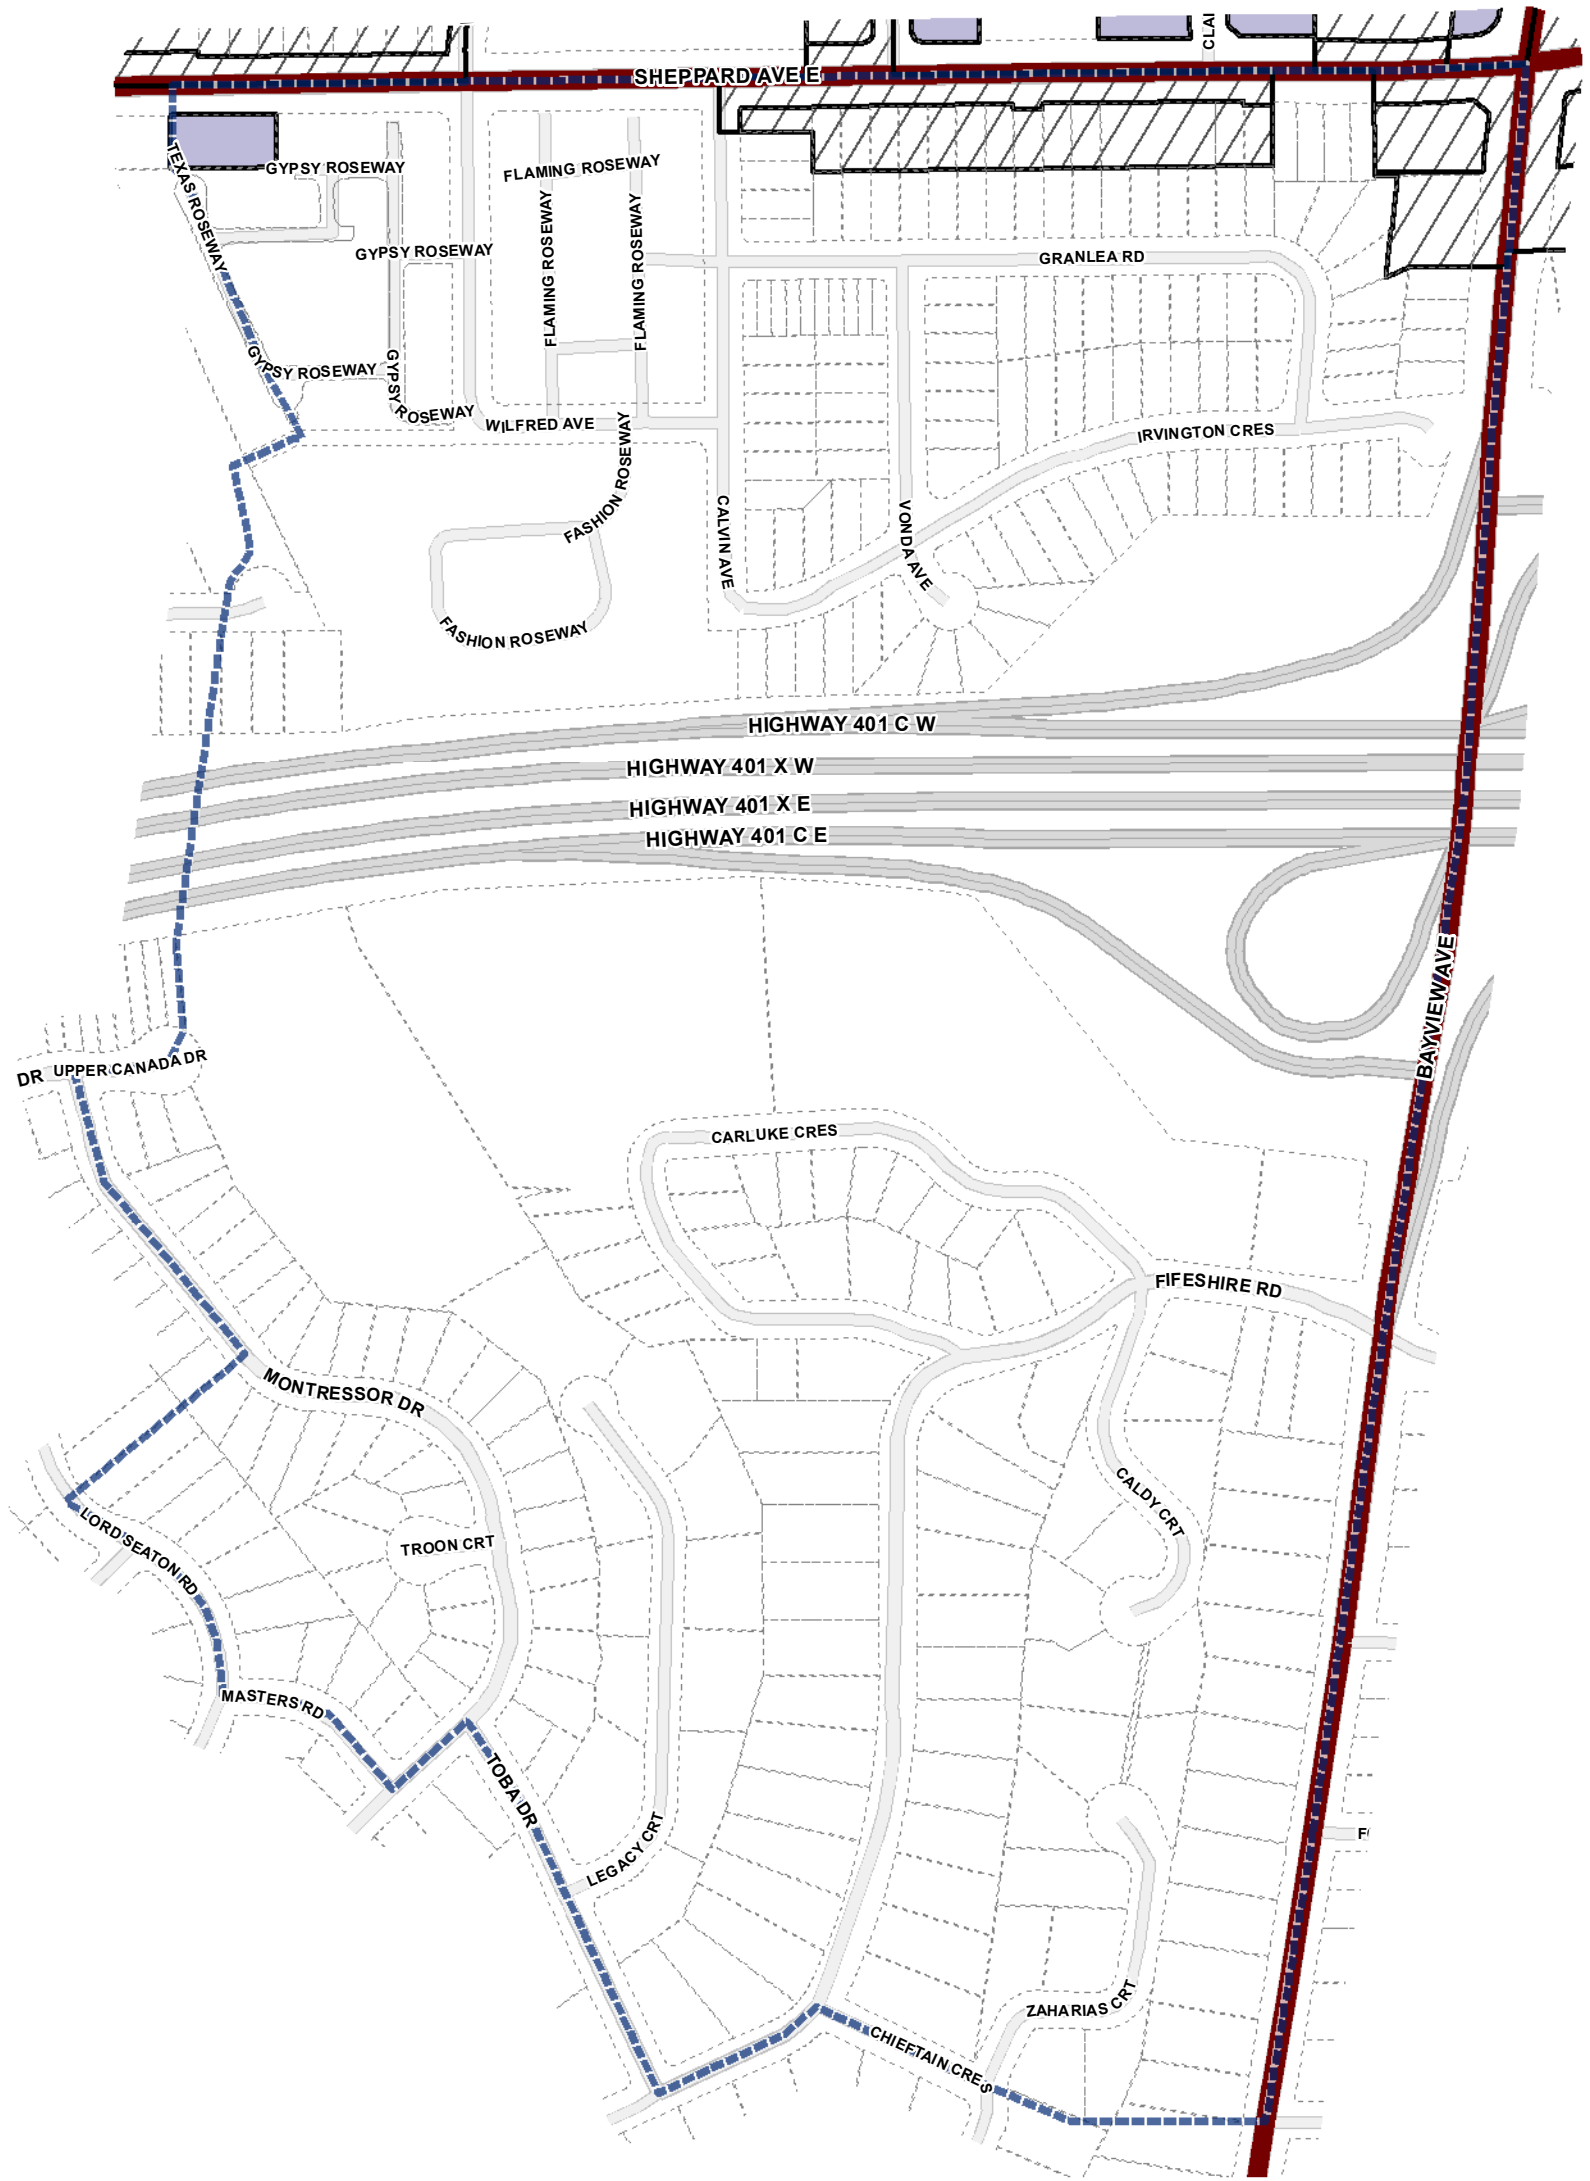 CLAI
SHEPPARD AVE E
TEXAS ROSEWAY
GYPSY ROSEWAY
FLAMING ROSEWAY
FLAMING ROSEWAY
FLAMING ROSEWAY
GYPSY ROSEWAY
GRANLEA RD
GYPSY ROSEWAY
GYPSY ROSEWAY
WILFRED AVE
IRVINGTON CRES
FASHION ROSEWAY
CALVIN AVE
VONDA AVE
FASHION ROSEWAY
HIGHWAY 401 C W
HIGHWAY 401 X W
HIGHWAY 401 X E
HIGHWAY 401 C E
BAYVIEW AVE
DR
UPPER CANADA DR
CARLUKE CRES
FIFESHIRE RD
MONTRESSOR DR
CALDY CRT
LORD SEATON RD
TROON CRT
MASTERS RD
TOBA DR
LEGACY CRT
F
ZAHARIAS CRT
CHIEFTAIN CRES